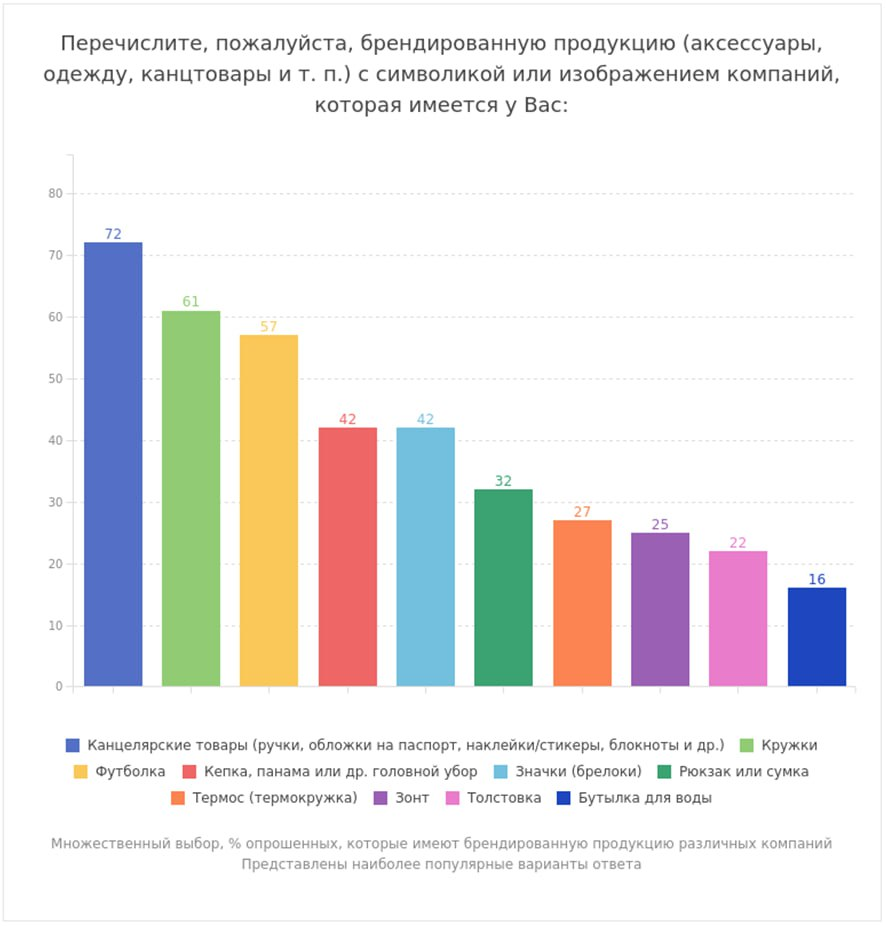 Перечислите, пожалуйста, брендированную продукцию (аксессуары,
одежду, канцтовары и т. п.) с символикой или изображением компаний,
которая имеется у Вас:
80
70
60
50
40
30
20
10
0
72
61
57
42
42
32
27
25
22
16
Канцелярские товары (ручки, обложки на паспорт, наклейки/стикеры, блокноты и др.) Кружки
Футболка Кепка, панама или др. головной убор Значки (брелоки) Рюкзак или сумка
Термос (термокружка) Зонт Толстовка Бутылка для воды
Множественный выбор, % опрошенных, которые имеют брендированную продукцию различных компаний
Представлены наиболее популярные варианты ответа